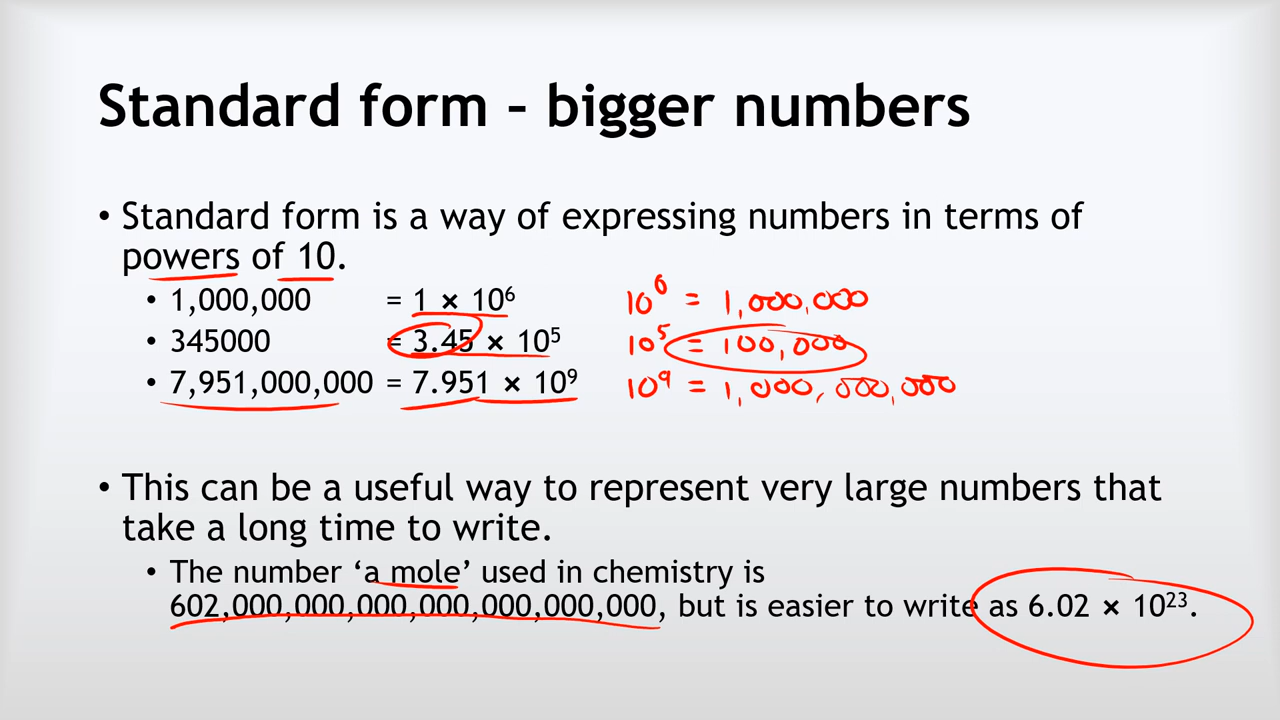 Standard form – bigger numbers
• Standard form is a way of expressing numbers in terms of
powers of 10.
• 1,000,000 = 1 × 10⁶ 10⁶ = 1,000,000
• 345000 = 3.45 × 10⁵ 10⁵ = 100,000
• 7,951,000,000 = 7.951 × 10⁹ 10⁹ = 1,000,000,000
• This can be a useful way to represent very large numbers that
take a long time to write.
• The number ‘a mole’ used in chemistry is
602,000,000,000,000,000,000,000, but is easier to write as 6.02 × 10²³.